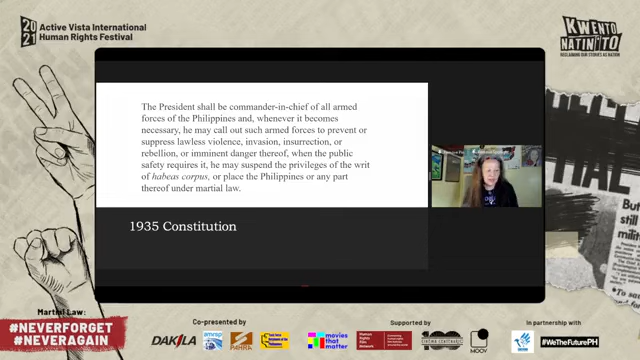 2021
Active Vista International
Human Rights Festival
KWENTO
NATIN 'TO
RECLAIMING OUR STORIES AS NATION
The President shall be commander-in-chief of all armed
forces of the Philippines and, whenever it becomes
necessary, he may call out such armed forces to prevent or
suppress lawless violence, invasion, insurrection, or
rebellion, or imminent danger thereof, when the public
safety requires it, he may suspend the privileges of the writ
of habeas corpus, or place the Philippines or any part
thereof under martial law.
1935 Constitution
Martial Law:
#NEVERFORGET
#NEVERAGAIN
Co-presented by
Supported by
In partnership with
DAKILA
amrsp
PAHRA
movies
that
matter
100
MOOV
#WeTheFuturePH